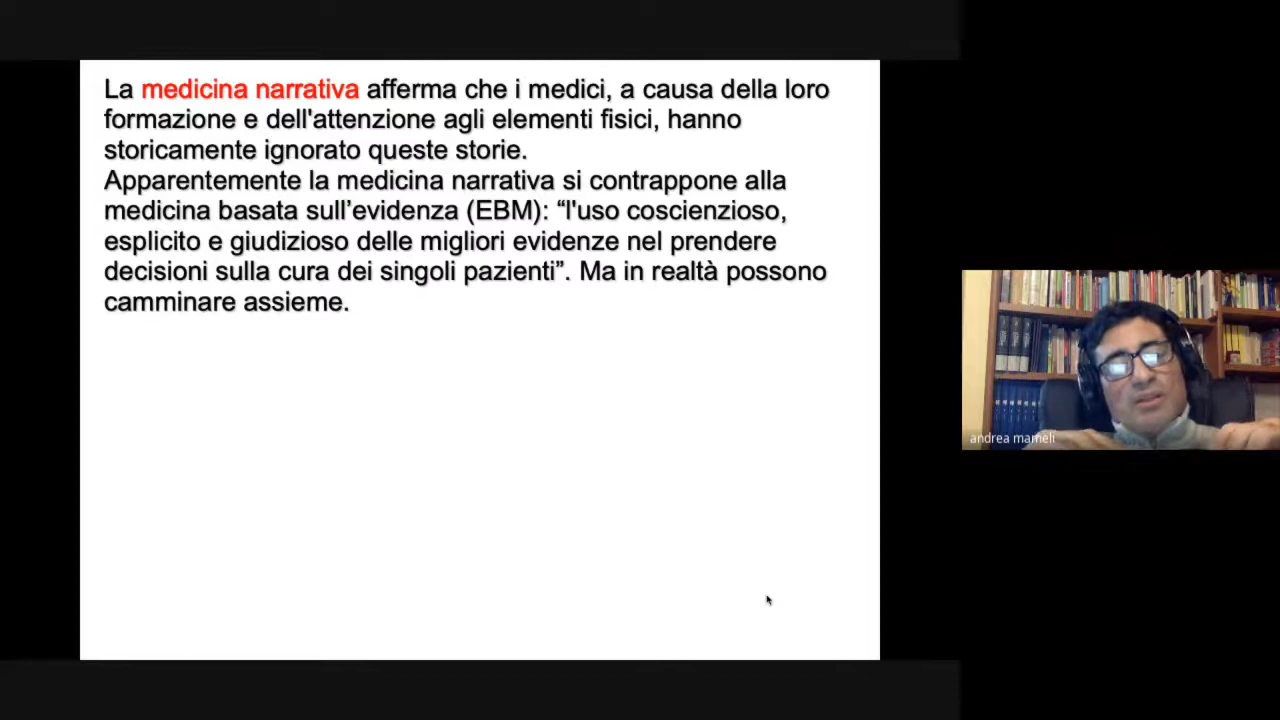 La medicina narrativa afferma che i medici, a causa della loro
formazione e dell'attenzione agli elementi fisici, hanno
storicamente ignorato queste storie.
Apparentemente la medicina narrativa si contrappone alla
medicina basata sull’evidenza (EBM): “l'uso coscienzioso,
esplicito e giudizioso delle migliori evidenze nel prendere
decisioni sulla cura dei singoli pazienti”. Ma in realtà possono
camminare assieme.
andrea mameli